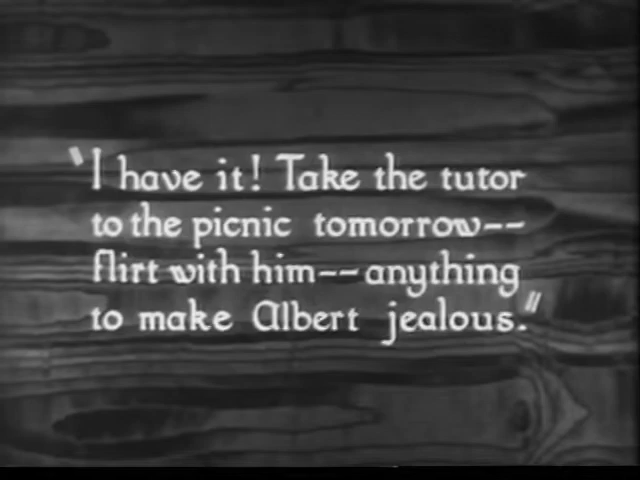 "I have it! Take the tutor
to the picnic tomorrow--
flirt with him--anything
to make Albert jealous."